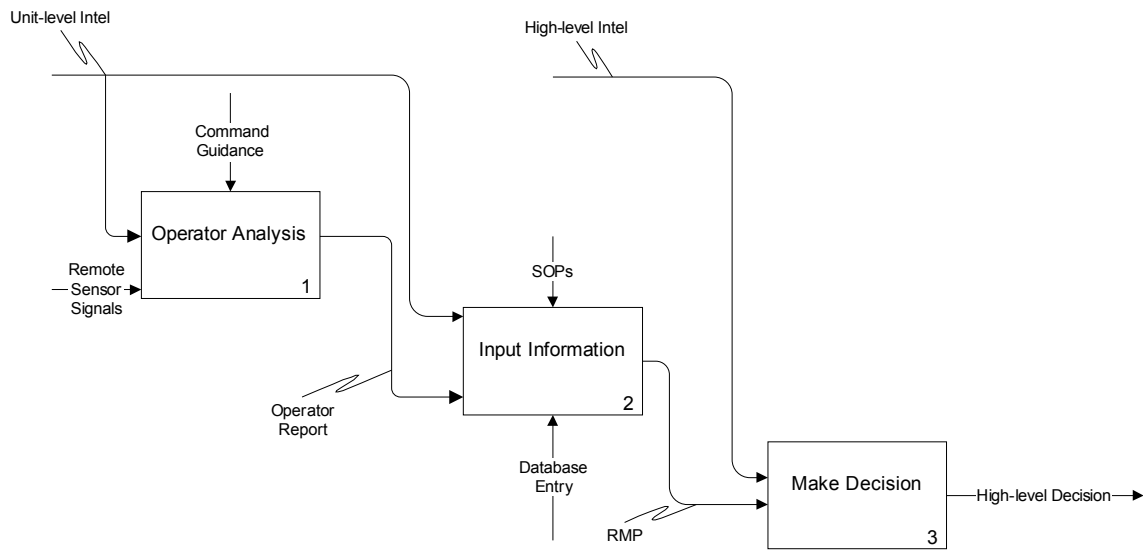 Unit-level Intel
High-level Intel
Command
Guidance
Operator Analysis
1
Remote
Sensor
Signals
SOPs
Input Information
2
Operator
Report
Database
Entry
Make Decision
3
High-level Decision
RMP